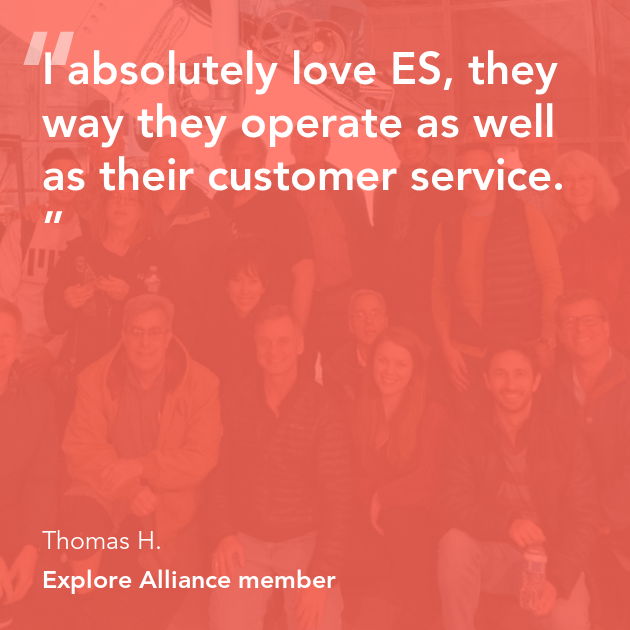 "
I absolutely love ES, they
way they operate as well
as their customer service.
”
Thomas H.
Explore Alliance member